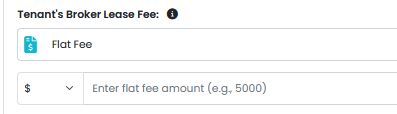 Tenant's Broker Lease Fee:
Flat Fee
$ Enter flat fee amount (e.g., 5000)